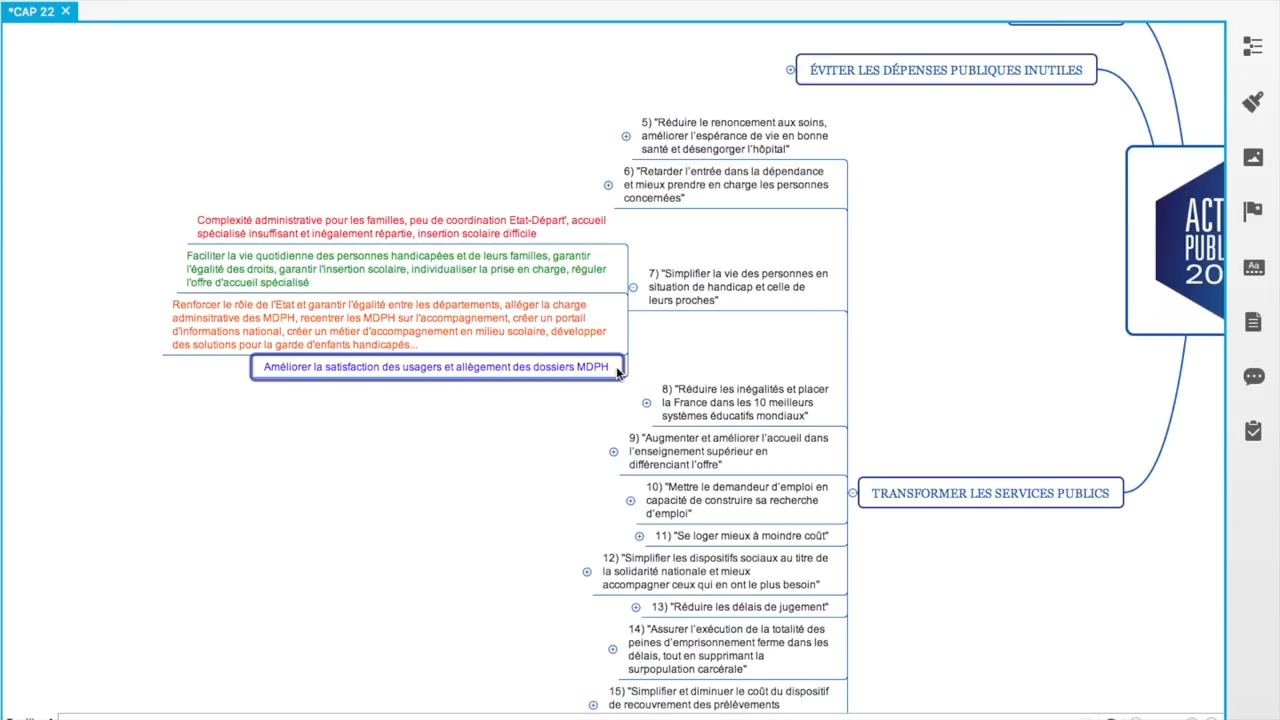 *CAP 22
ÉVITER LES DÉPENSES PUBLIQUES INUTILES
5) "Réduire le renoncement aux soins,
améliorer l'espérance de vie en bonne
santé et désengorger l'hôpital"
6) "Retarder l'entrée dans la dépendance
et mieux prendre en charge les personnes
concernées"
Complexité administrative pour les familles, peu de coordination Etat-Départ', accueil
spécialisé insuffisant et inégalement répartie, insertion scolaire difficile
Faciliter la vie quotidienne des personnes handicapées et de leurs familles, garantir
l'égalité des droits, garantir l'insertion scolaire, individualiser la prise en charge, réguler
l'offre d'accueil spécialisé
Renforcer le rôle de l'Etat et garantir l'égalité entre les départements, alléger la charge
adminsitrative des MDPH, recentrer les MDPH sur l'accompagnement, créer un portail
d'informations national, créer un métier d'accompagnement en milieu scolaire, développer
des solutions pour la garde d'enfants handicapés...
Améliorer la satisfaction des usagers et allègement des dossiers MDPH
7) "Simplifier la vie des personnes en
situation de handicap et celle de
leurs proches"
8) "Réduire les inégalités et placer
la France dans les 10 meilleurs
systèmes éducatifs mondiaux"
9) "Augmenter et améliorer l'accueil dans
l'enseignement supérieur en
différenciant l'offre"
10) "Mettre le demandeur d'emploi en
capacité de construire sa recherche
d'emploi"
11) "Se loger mieux à moindre coût"
12) "Simplifier les dispositifs sociaux au titre de
la solidarité nationale et mieux
accompagner ceux qui en ont le plus besoin"
13) "Réduire les délais de jugement"
14) "Assurer l'exécution de la totalité des
peines d'emprisonnement ferme dans les
délais, tout en supprimant la
surpopulation carcérale"
15) "Simplifier et diminuer le coût du dispositif
de recouvrement des prélèvements
TRANSFORMER LES SERVICES PUBLICS
ACT
PUBL
20
Aa